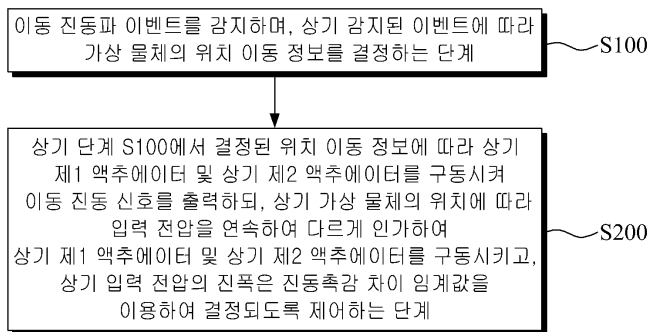 이동 진동파 이벤트를 감지하며, 상기 감지된 이벤트에 따라
가상 물체의 위치 이동 정보를 결정하는 단계
S100
상기 단계 S100에서 결정된 위치 이동 정보에 따라 상기
제1 액추에이터 및 상기 제2 액추에이터를 구동시켜
이동 진동 신호를 출력하되, 상기 가상 물체의 위치에 따라
입력 전압을 연속하여 다르게 인가하여
상기 제1 액추에이터 및 상기 제2 액추에이터를 구동시키고,
상기 입력 전압의 진폭은 진동촉감 차이 임계값을
이용하여 결정되도록 제어하는 단계
S200